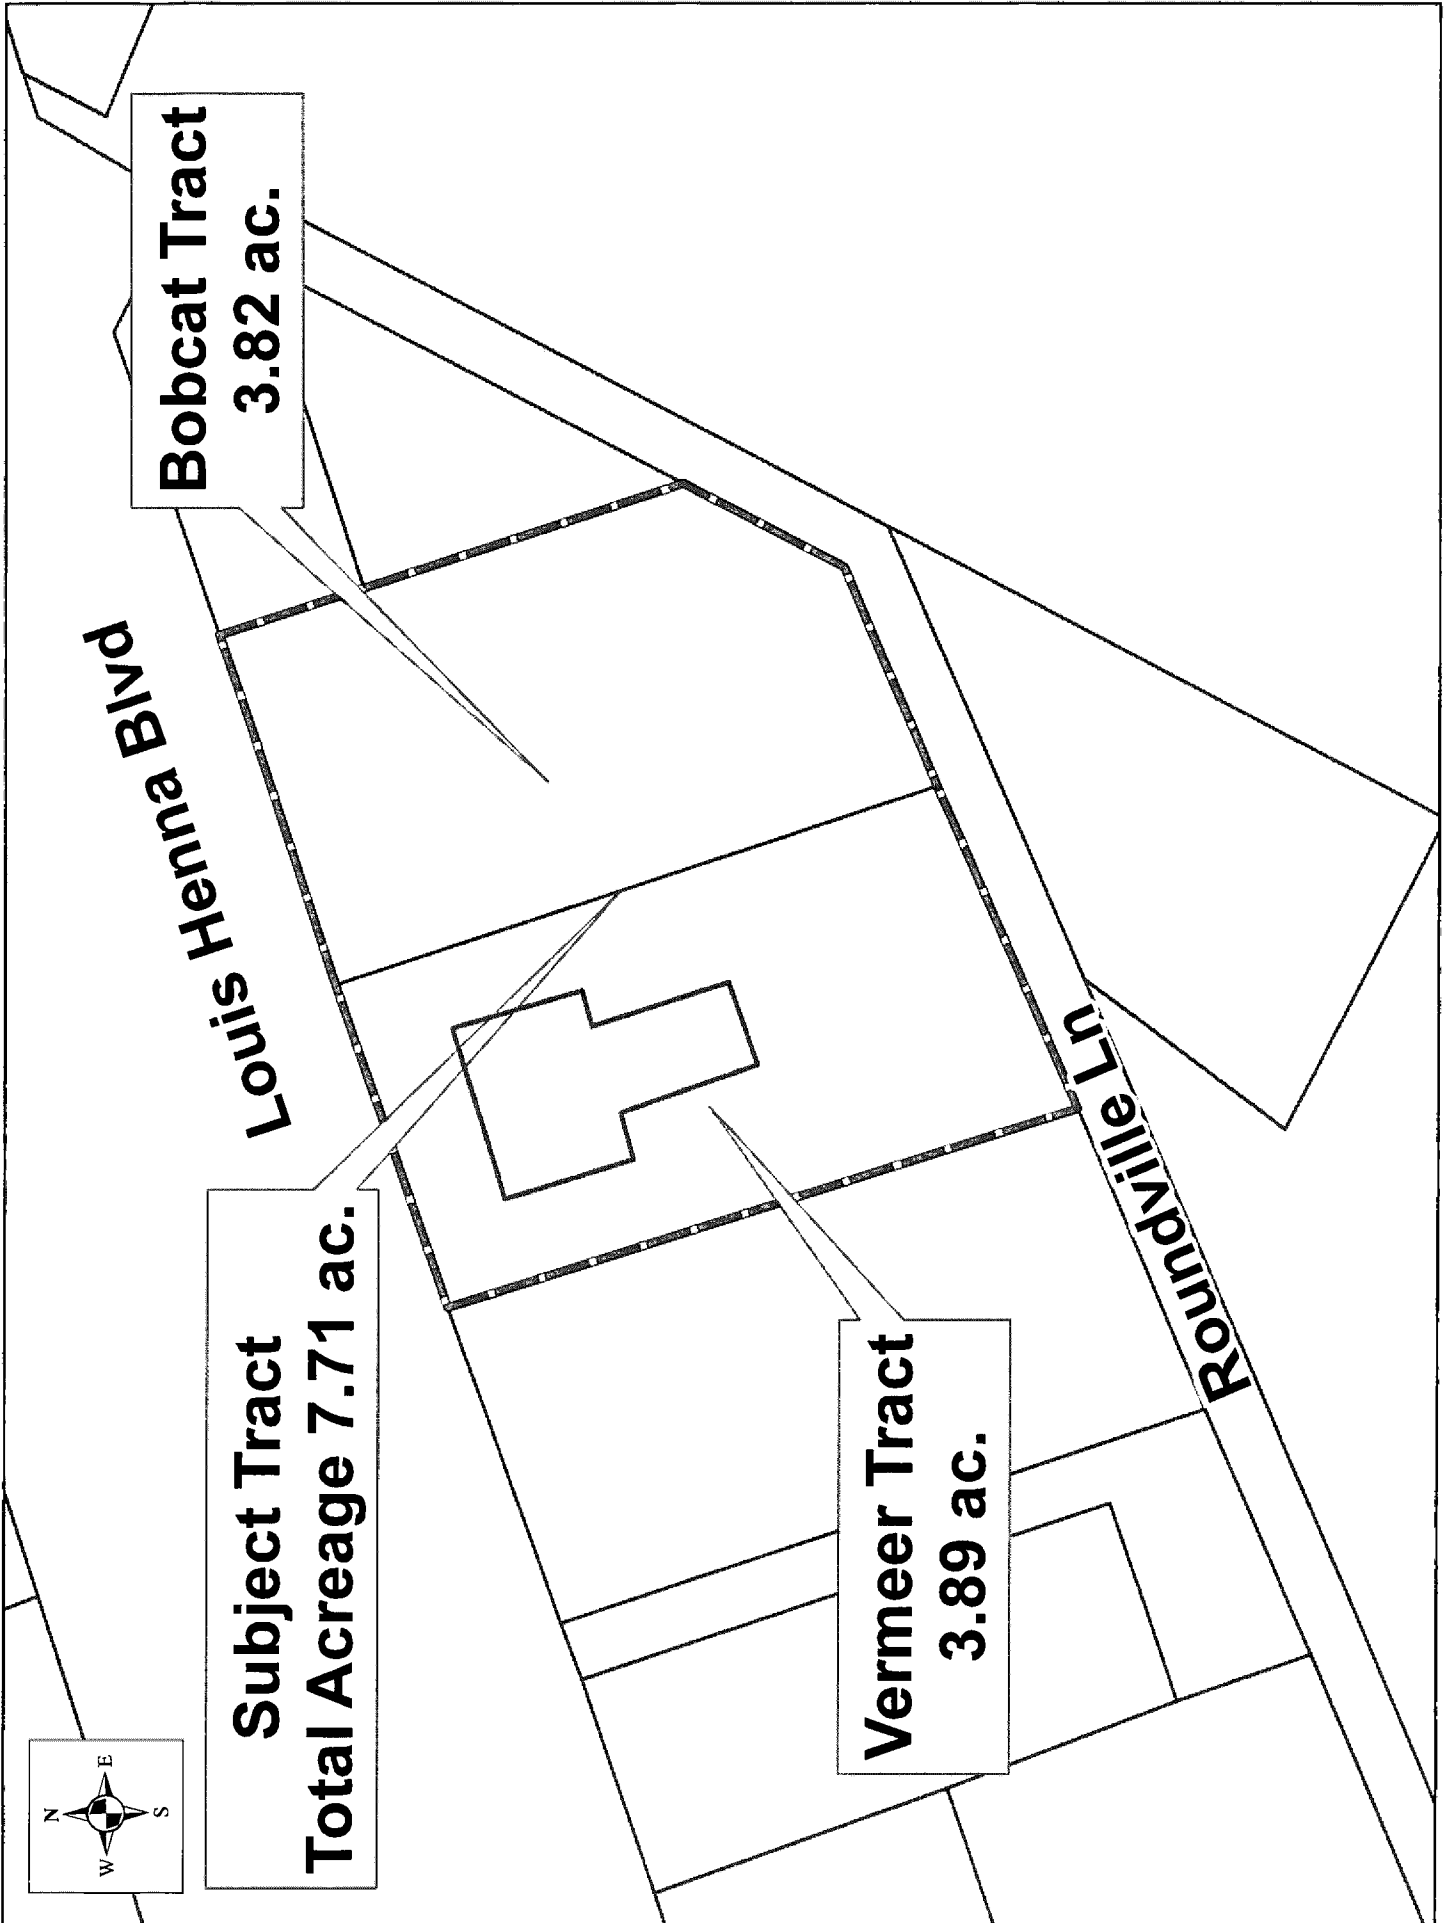 N
W
E
S
Subject Tract
Total Acreage 7.71 ac.
Louis Henna Blvd
Bobcat Tract
3.82 ac.
Vermeer Tract
3.89 ac.
Roundville Ln